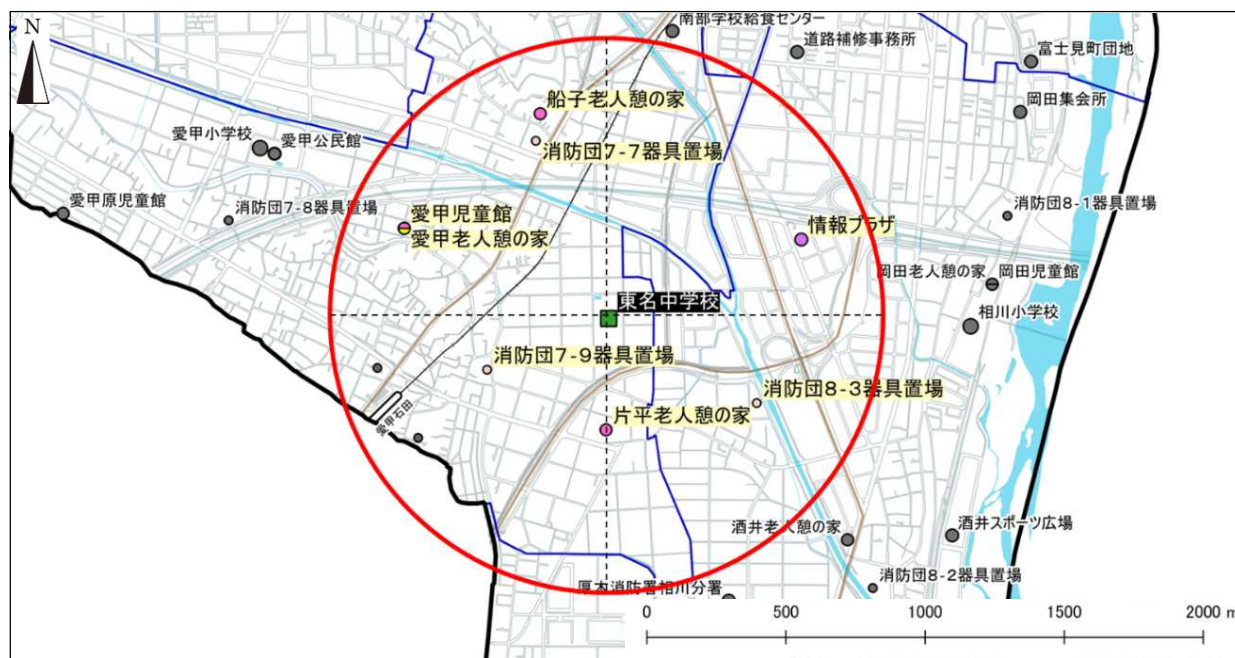 N
南部学校給食センター
道路補修事務所
富士見町団地
船子老人憩の家
岡田集会所
愛甲小学校
愛甲公民館
消防団7-7器具置場
愛甲原児童館
消防団7-8器具置場
愛甲児童館
愛甲老人憩の家
情報プラザ
消防団8-1器具置場
岡田老人憩の家
岡田児童館
東名中学校
相川小学校
消防団7-9器具置場
消防団8-3器具置場
愛甲石田
片平老人憩の家
酒井老人憩の家
酒井スポーツ広場
厚木消防署相川分署
消防団8-2器具置場
0 500 1000 1500 2000 m